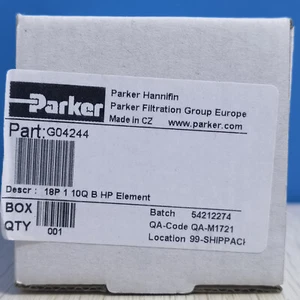 Parker
Parker Hannifin
Parker Filtration Group Europe
Made in CZ www.parker.com
Part:G04244
Descr : 18P 1 10Q B HP Element
BOX
QTY 001
Batch 54212274
QA-Code QA-M1721
Location 99-SHIPPACK